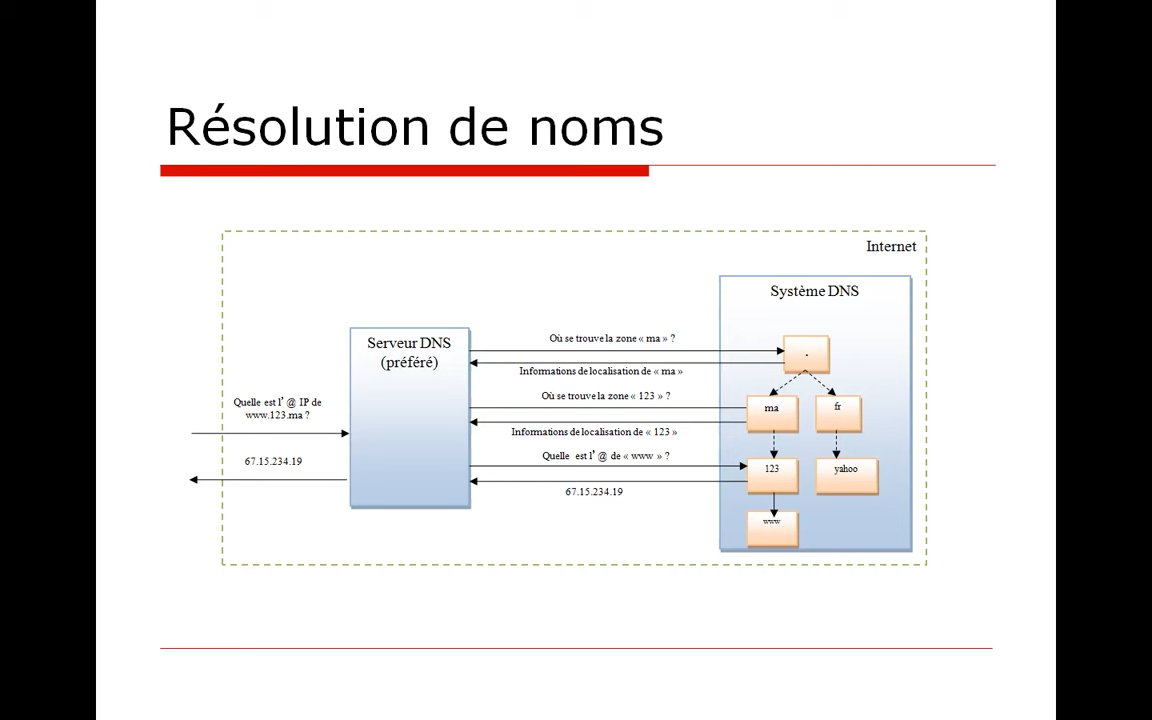 Résolution de noms
Internet
Système DNS
Serveur DNS
(préféré)
Où se trouve la zone « ma » ?
.
Informations de localisation de « ma »
Quelle est l’ @ IP de
www.123.ma ?
Où se trouve la zone « 123 » ?
ma
fr
Informations de localisation de « 123 »
67.15.234.19
Quelle est l’ @ de « www » ?
123
yahoo
67.15.234.19
www